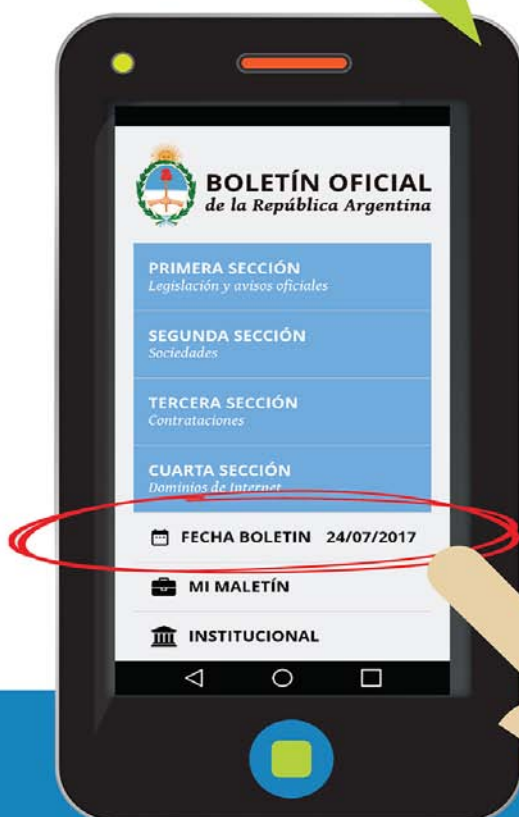 BOLETÍN OFICIAL
de la República Argentina
PRIMERA SECCIÓN
Legislación y avisos oficiales
SEGUNDA SECCIÓN
Sociedades
TERCERA SECCIÓN
Contrataciones
CUARTA SECCIÓN
Dominios de Internet
FECHA BOLETIN 24/07/2017
MI MALETÍN
INSTITUCIONAL